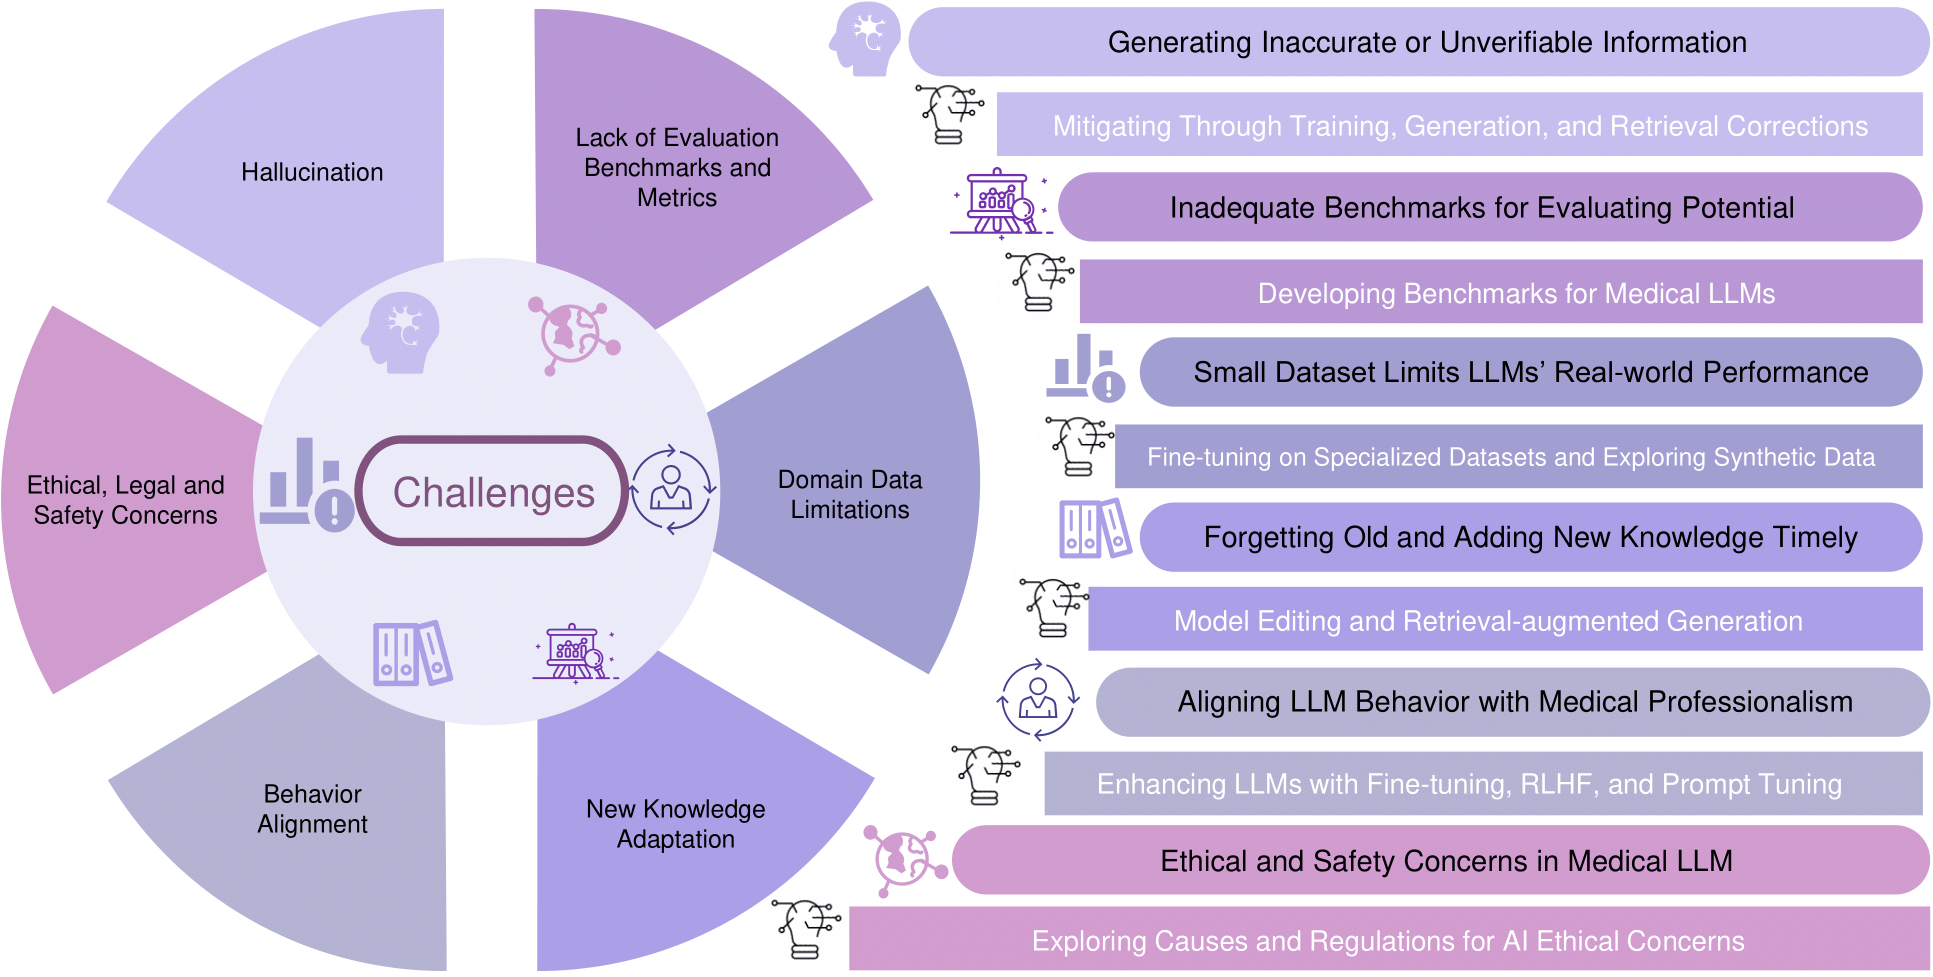 Hallucination
Lack of Evaluation
Benchmarks and
Metrics
Ethical, Legal and
Safety Concerns
Challenges
Domain Data
Limitations
Behavior
Alignment
New Knowledge
Adaptation
Generating Inaccurate or Unverifiable Information
Mitigating Through Training, Generation, and Retrieval Corrections
Inadequate Benchmarks for Evaluating Potential
Developing Benchmarks for Medical LLMs
Small Dataset Limits LLMs’ Real-world Performance
Fine-tuning on Specialized Datasets and Exploring Synthetic Data
Forgetting Old and Adding New Knowledge Timely
Model Editing and Retrieval-augmented Generation
Aligning LLM Behavior with Medical Professionalism
Enhancing LLMs with Fine-tuning, RLHF, and Prompt Tuning
Ethical and Safety Concerns in Medical LLM
Exploring Causes and Regulations for AI Ethical Concerns